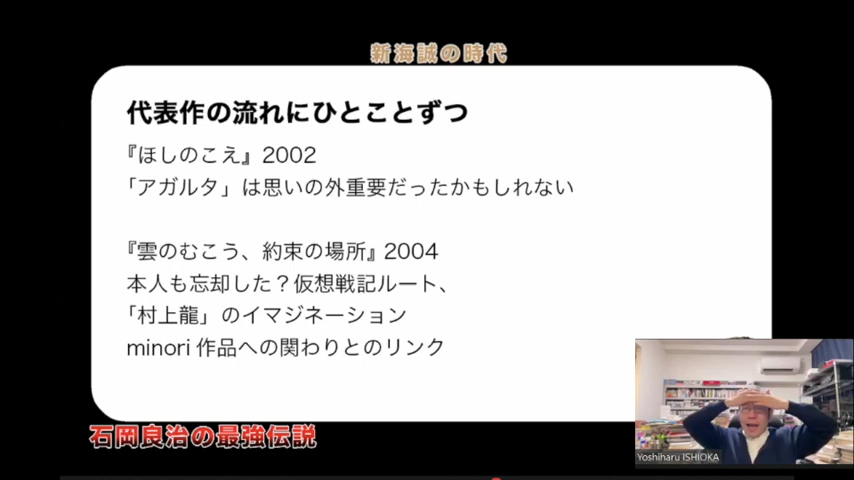 新海誠の時代
代表作の流れにひとことずつ
『ほしのこえ』2002
「アガルタ」は思いの外重要だったかもしれない
『雲のむこう、約束の場所』2004
本人も忘却した？仮想戦記ルート、
「村上龍」のイマジネーション
minori 作品への関わりとのリンク
石岡良治の最強伝説
Yoshiharu ISHIOKA